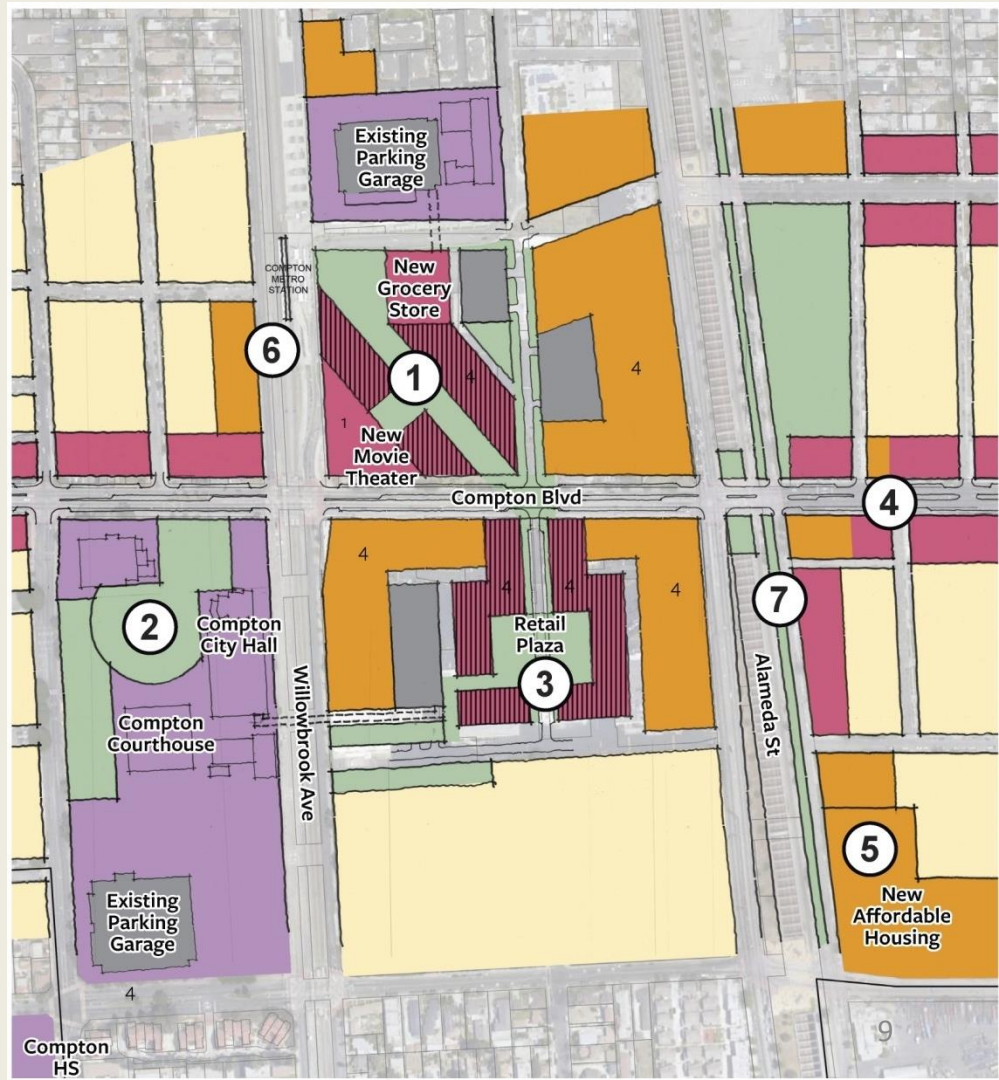 Existing
Parking
Garage
COMPTON
METRO
STATION
New
Grocery
Store
6
1
4
4
1
New
Movie
Theater
Compton Blvd
4
4
4
4
4
2
Compton
City Hall
Retail
Plaza
7
3
Willowbrook Ave
Alameda St
Compton
Courthouse
5
New
Affordable
Housing
Existing
Parking
Garage
4
9
Compton
HS